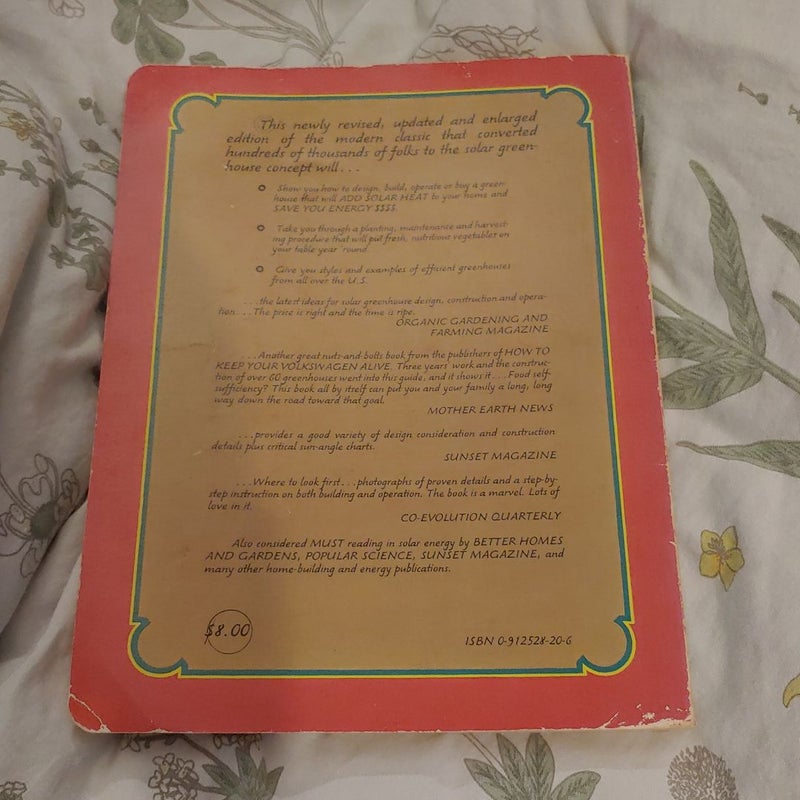 This newly revised, updated and enlarged
edition of the modern classic that converted
hundreds of thousands of folks to the solar green-
house concept will...
Show you how to design, build, operate or buy a green-
house that will ADD SOLAR HEAT to your home and
SAVE YOU ENERGY $$$$.
Take you through a planting, maintenance and harvest-
ing procedure that will put fresh, nutritious vegetables on
your table year 'round.
Give you styles and examples of efficient greenhouses
from all over the U.S.
...the latest ideas for solar greenhouse design, construction and opera-
tion...The price is right and the time is ripe.
ORGANIC GARDENING AND
FARMING MAGAZINE
...Another great nuts-and-bolts book from the publishers of HOW TO
KEEP YOUR VOLKSWAGEN ALIVE. Three years' work and the construc-
tion of over 60 greenhouses went into this guide, and it shows it...Food self-
sufficiency? This book all by itself can put you and your family a long, long
way down the road toward that goal.
MOTHER EARTH NEWS
...provides a good variety of design consideration and construction
details plus critical sun-angle charts.
SUNSET MAGAZINE
...Where to look first...photographs of proven details and a step-by-
step instruction on both building and operation. The book is a marvel. Lots of
love in it.
CO-EVOLUTION QUARTERLY
Also considered MUST reading in solar energy by BETTER HOMES
AND GARDENS, POPULAR SCIENCE, SUNSET MAGAZINE, and
many other home-building and energy publications.
$8.00
ISBN 0-912528-20-6